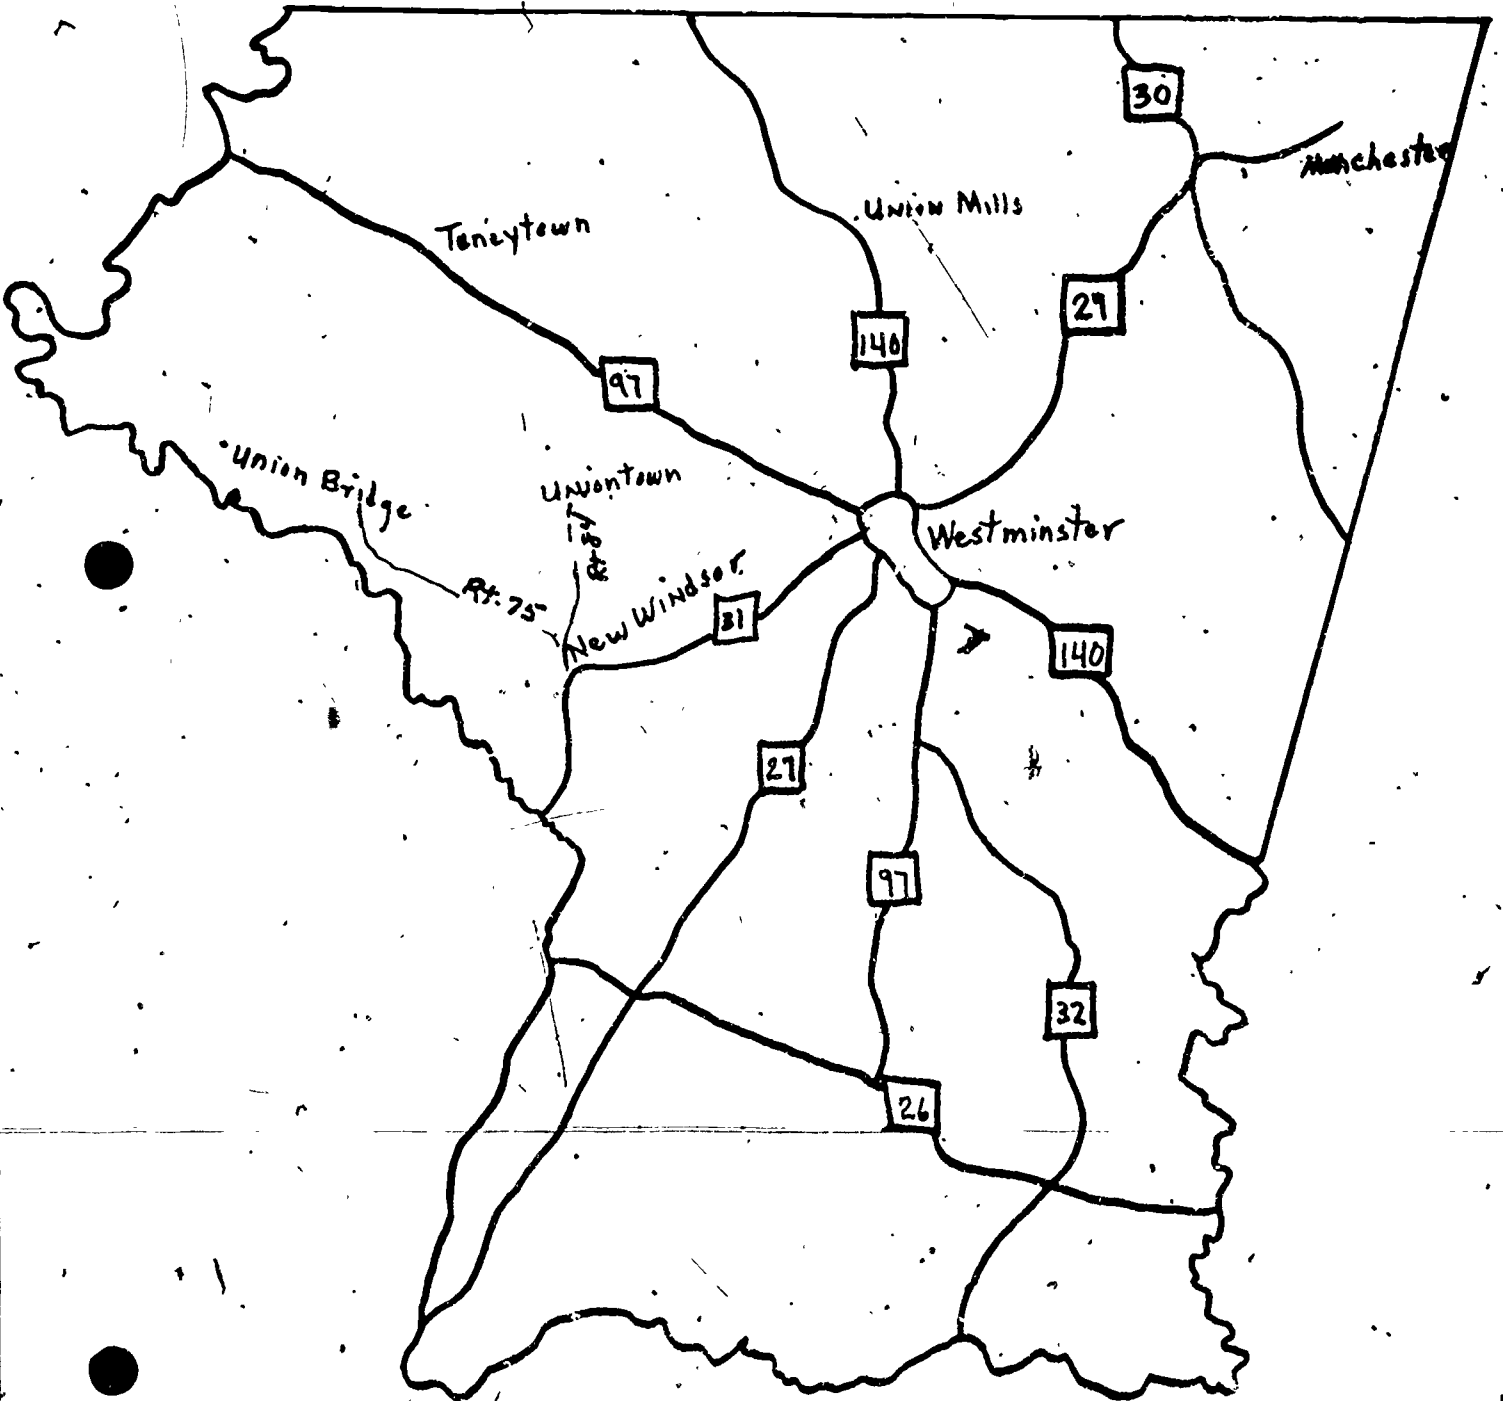 30
Manchester
Union Mills
Taneytown
29
140
97
Union Bridge
Uniontown
Westminster
Rt. 75
New Windsor
31
140
27
97
32
26